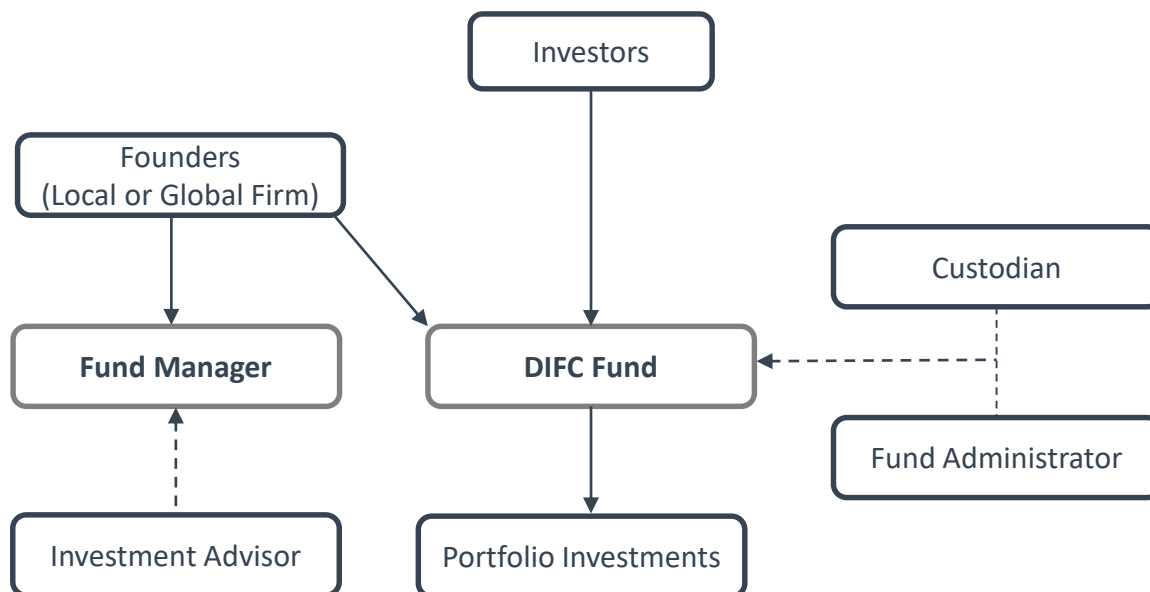 Investors
Founders
(Local or Global Firm)
Custodian
Fund Manager
DIFC Fund
Fund Administrator
Investment Advisor
Portfolio Investments